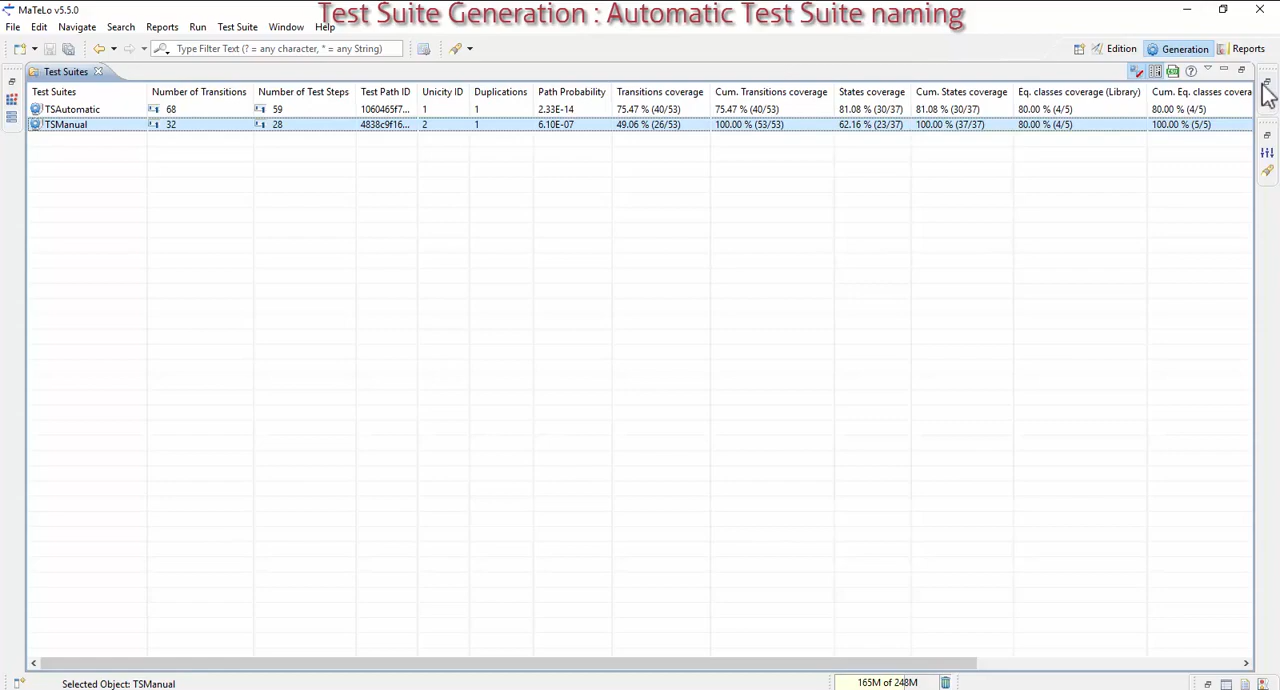 MaTeLo v5.5.0
Test Suite Generation : Automatic Test Suite naming
File Edit Navigate Search Reports Run Test Suite Window Help
Type Filter Text (? = any character, * = any String) Edition Generation Reports
Test Suites
Test Suites Number of Transitions Number of Test Steps Test Path ID Unicity ID Duplications Path Probability Transitions coverage Cum. Transitions coverage States coverage Cum. States coverage Eq. classes coverage (Library) Cum. Eq. classes covera
TSAutomatic 68 59 1060465f7... 1 1 2.33E-14 75.47 % (40/53) 75.47 % (40/53) 81.08 % (30/37) 81.08 % (30/37) 80.00 % (4/5) 80.00 % (4/5)
TSManual 32 28 4838c9f16... 2 1 6.10E-07 49.06 % (26/53) 100.00 % (53/53) 62.16 % (23/37) 100.00 % (37/37) 80.00 % (4/5) 100.00 % (5/5)
Selected Object: TSManual 165M of 248M